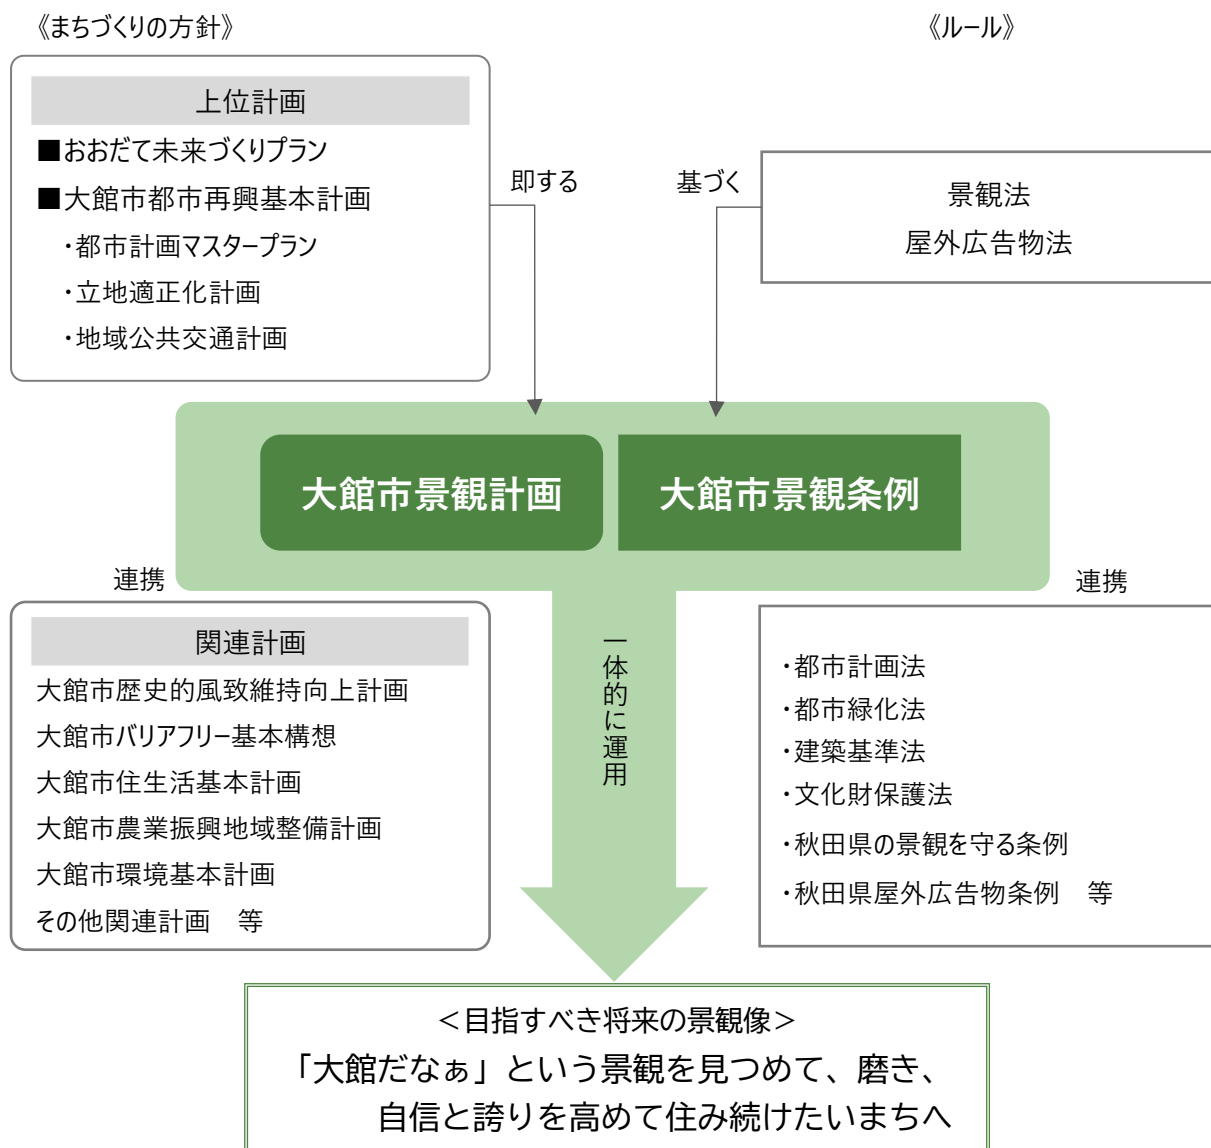 《まちづくりの方針》
《ルール》
上位計画
■おおだて未来づくりプラン
■大館市都市再興基本計画
・都市計画マスタープラン
・立地適正化計画
・地域公共交通計画
即する
基づく
景観法
屋外広告物法
大館市景観計画
大館市景観条例
連携
連携
関連計画
大館市歴史的風致維持向上計画
大館市バリアフリー基本構想
大館市住生活基本計画
大館市農業振興地域整備計画
大館市環境基本計画
その他関連計画　等
一体的に運用
・都市計画法
・都市緑化法
・建築基準法
・文化財保護法
・秋田県の景観を守る条例
・秋田県屋外広告物条例　等
＜目指すべき将来の景観像＞
「大館だなぁ」という景観を見つめて、磨き、
自信と誇りを高めて住み続けたいまちへ